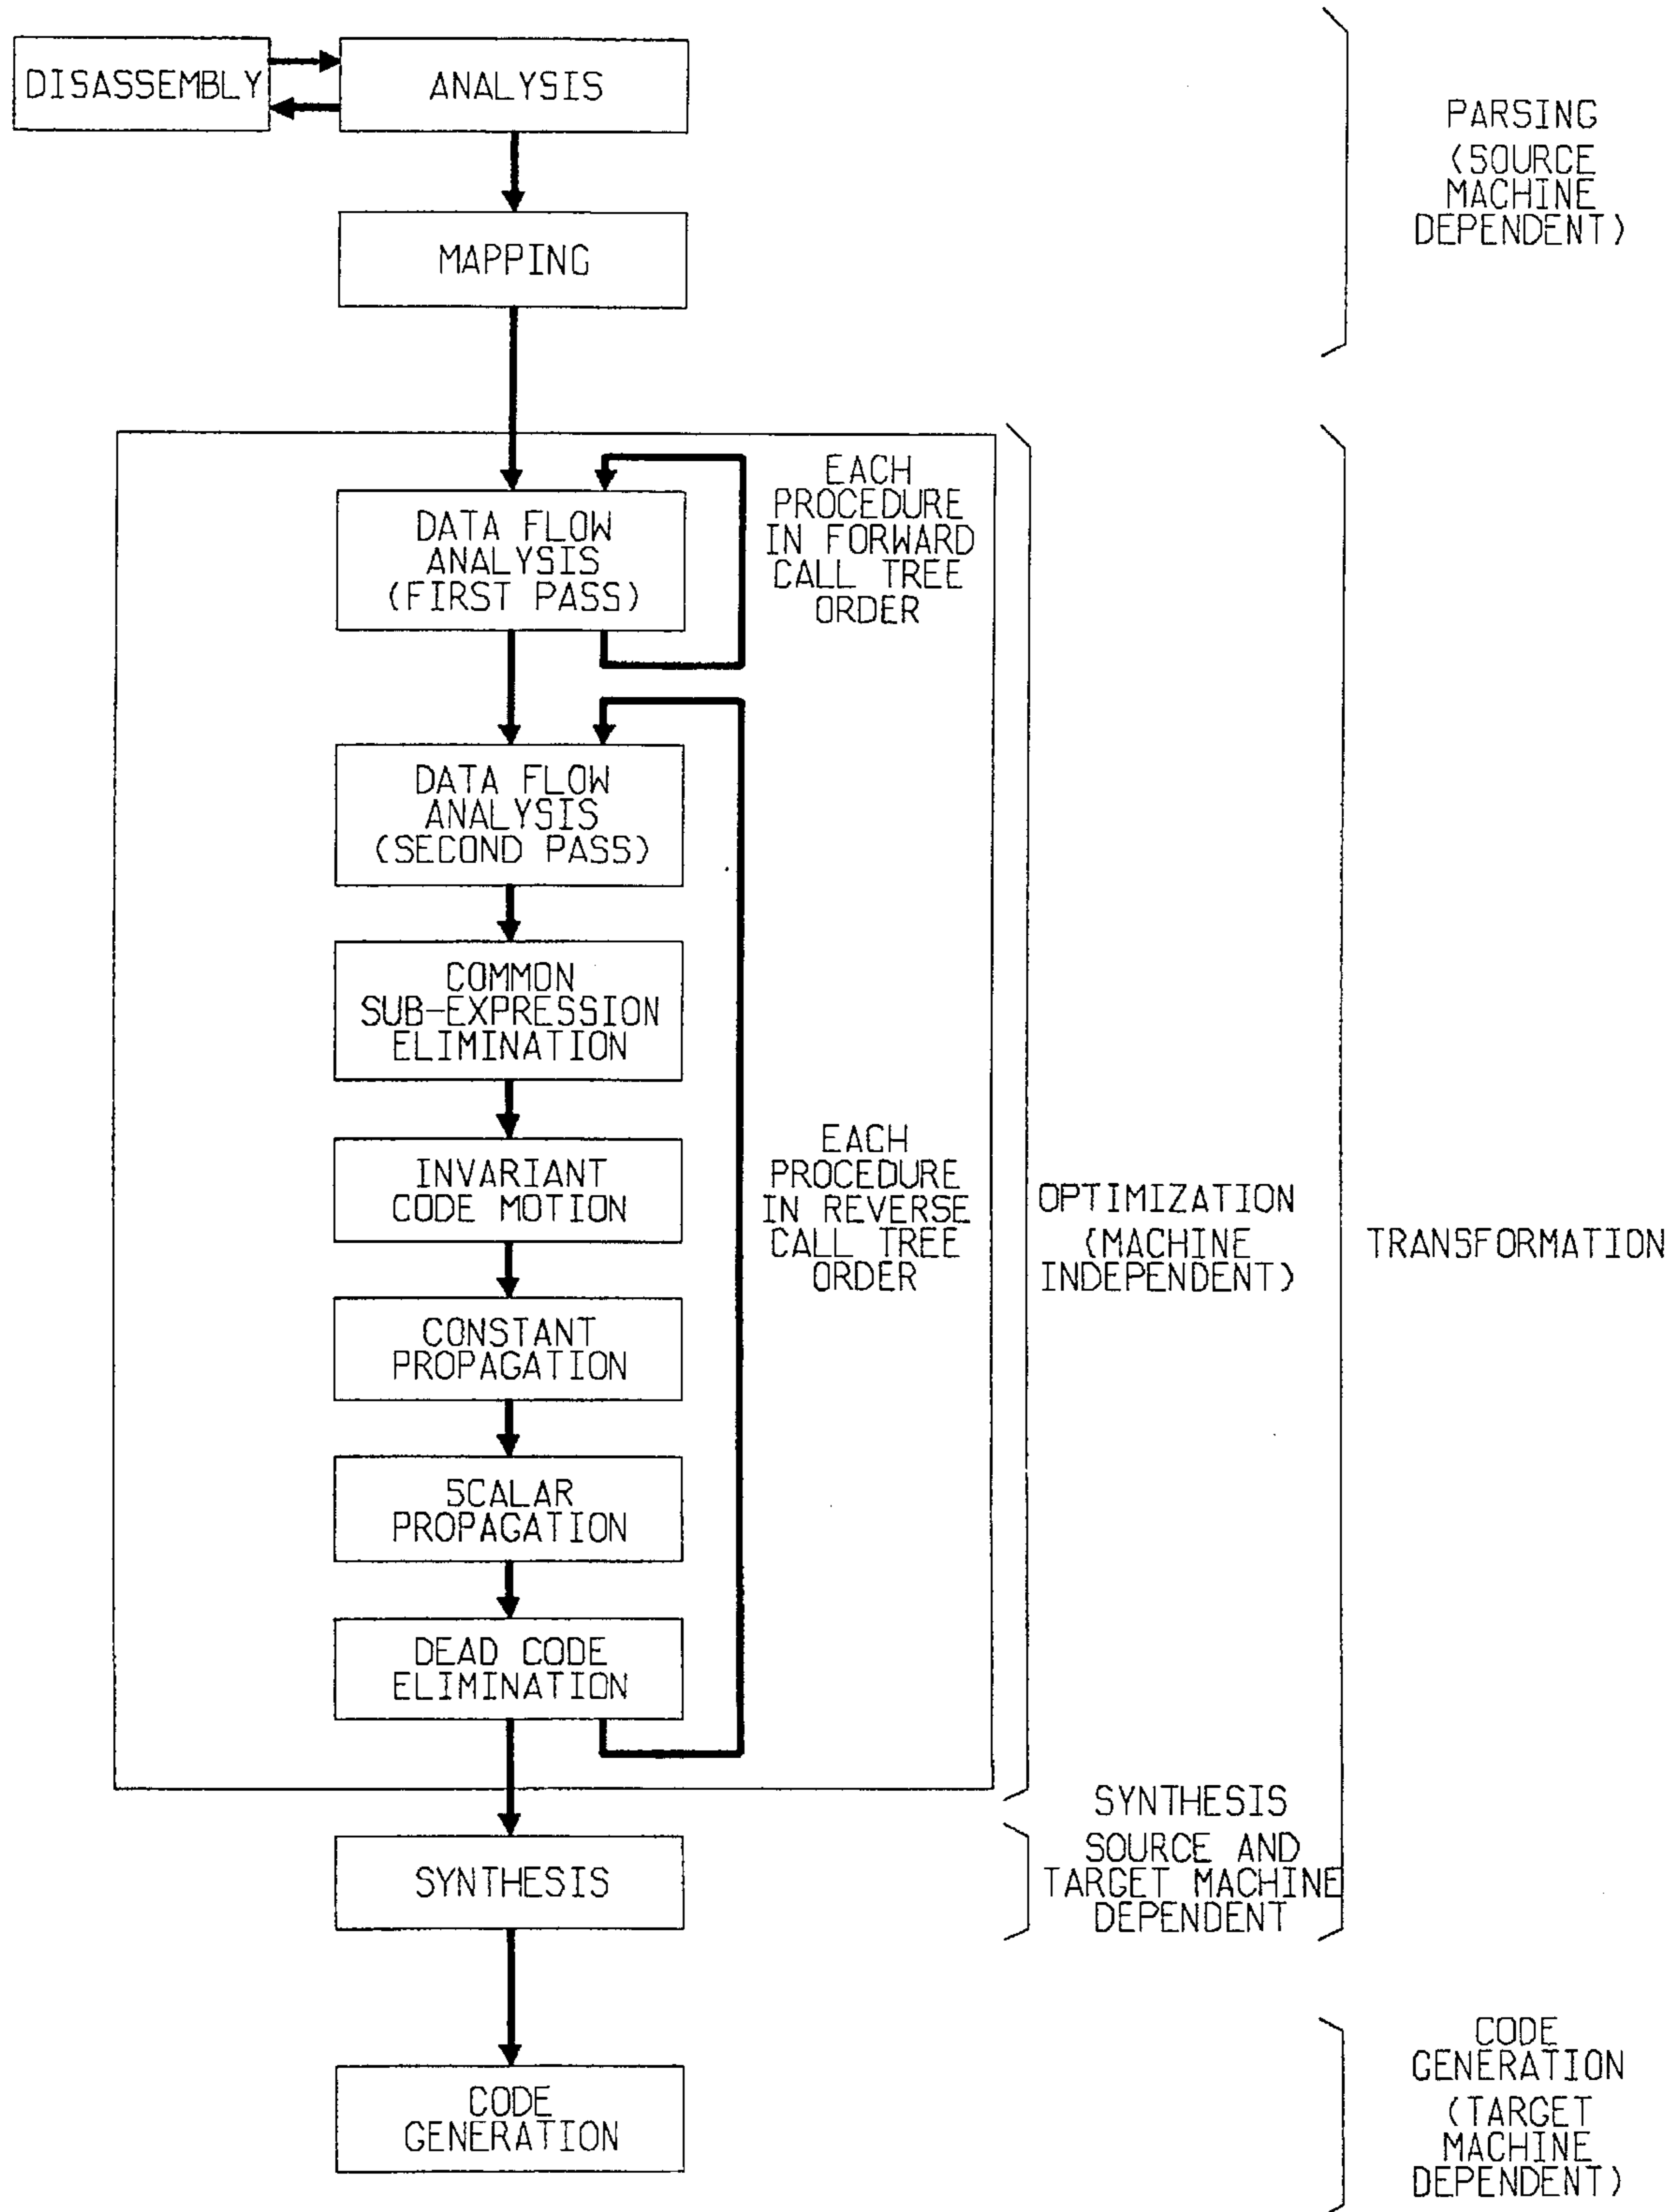 DISASSEMBLY
ANALYSIS
PARSING
(SOURCE
MACHINE
DEPENDENT)
MAPPING
DATA FLOW
ANALYSIS
(FIRST PASS)
EACH
PROCEDURE
IN FORWARD
CALL TREE
ORDER
DATA FLOW
ANALYSIS
(SECOND PASS)
COMMON
SUB-EXPRESSION
ELIMINATION
INVARIANT
CODE MOTION
EACH
PROCEDURE
IN REVERSE
CALL TREE
ORDER
OPTIMIZATION
(MACHINE
INDEPENDENT)
TRANSFORMATION
CONSTANT
PROPAGATION
SCALAR
PROPAGATION
DEAD CODE
ELIMINATION
SYNTHESIS
SYNTHESIS
SOURCE AND
TARGET MACHINE
DEPENDENT
CODE
GENERATION
CODE
GENERATION
(TARGET
MACHINE
DEPENDENT)